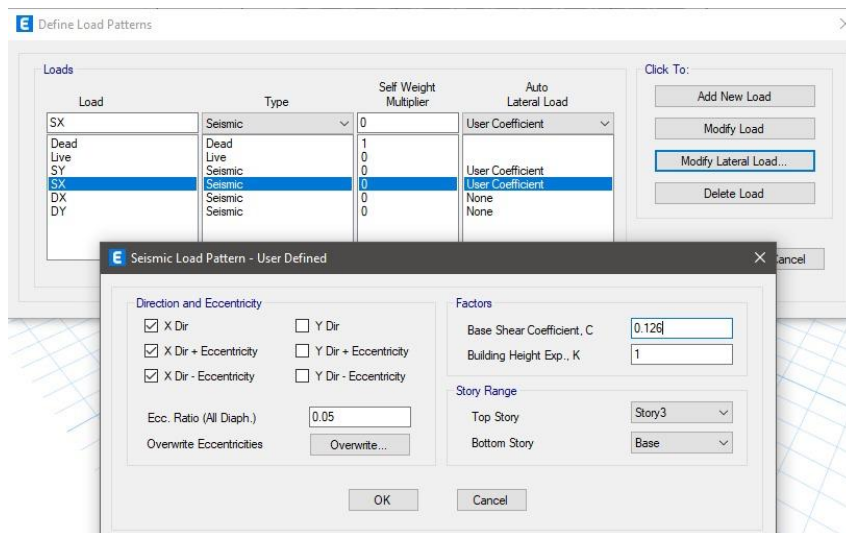 E Define Load Patterns
Loads
Load Type Self Weight Multiplier Auto Lateral Load
SX Seismic 0 User Coefficient
Dead Dead 1
Live Live 0
SY Seismic 0 User Coefficient
SX Seismic 0 User Coefficient
DX Seismic 0 None
DY Seismic 0 None
Click To:
Add New Load
Modify Load
Modify Lateral Load...
Delete Load
E Seismic Load Pattern - User Defined
Direction and Eccentricity
X Dir Y Dir
X Dir + Eccentricity Y Dir + Eccentricity
X Dir - Eccentricity Y Dir - Eccentricity
Ecc. Ratio (All Diaph.) 0.05
Overwrite Eccentricities Overwrite...
Factors
Base Shear Coefficient, C 0.126
Building Height Exp., K 1
Story Range
Top Story Story3
Bottom Story Base
OK Cancel